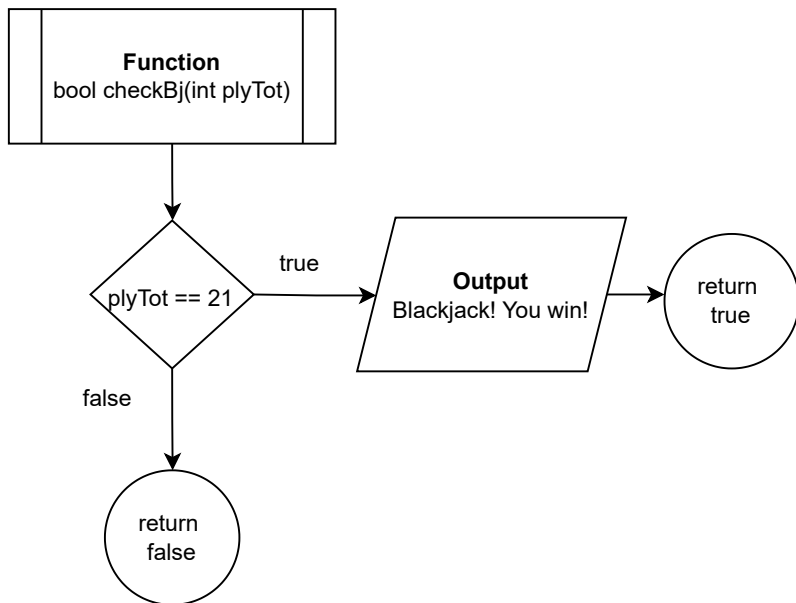 Function
bool checkBj(int plyTot)
plyTot == 21
true
Output
Blackjack! You win!
return
true
false
return
false